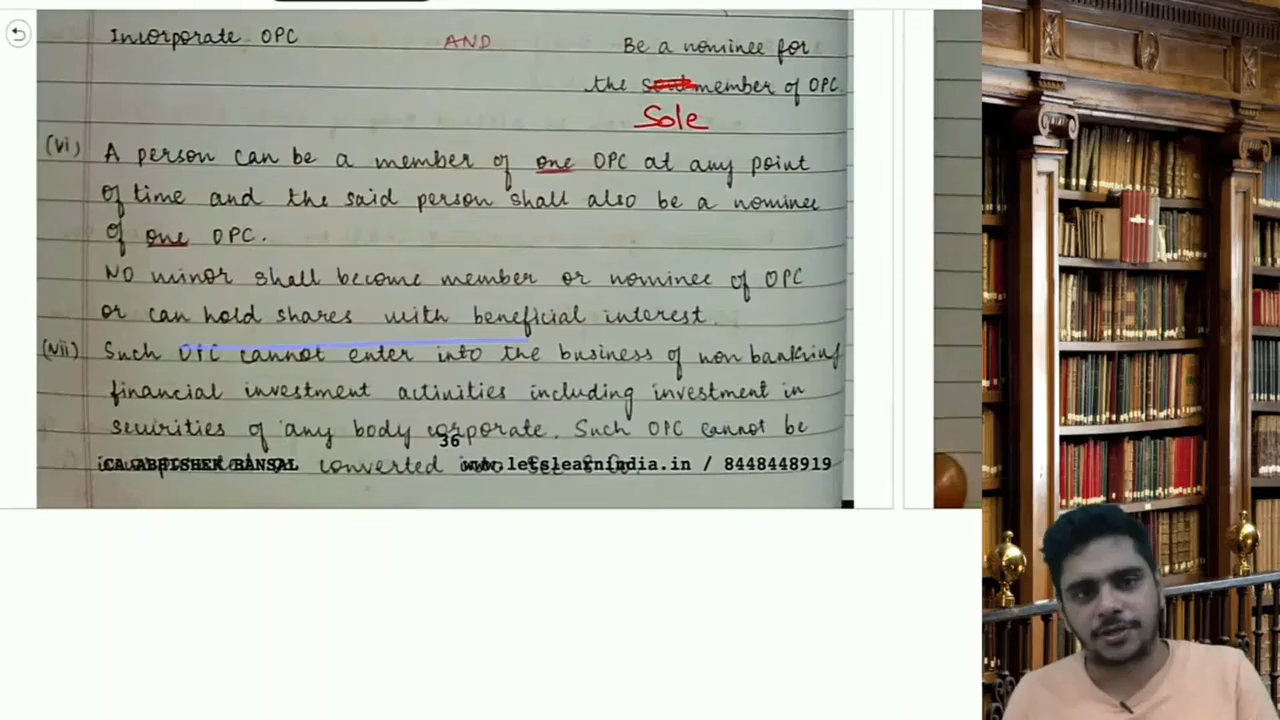 Incorporate OPC AND Be a nominee for
the member of OPC.
Sole
(vi) A person can be a member of one OPC at any point
of time and the said person shall also be a nominee
of one OPC.
No minor shall become member or nominee of OPC
or can hold shares with beneficial interest.
(vii) Such OPC cannot enter into the business of non banking
financial investment activities including investment in
securities of any body corporate. Such OPC cannot be
36
CA ABHISHEK BANSAL converted www.letslearnindia.in / 8448448919